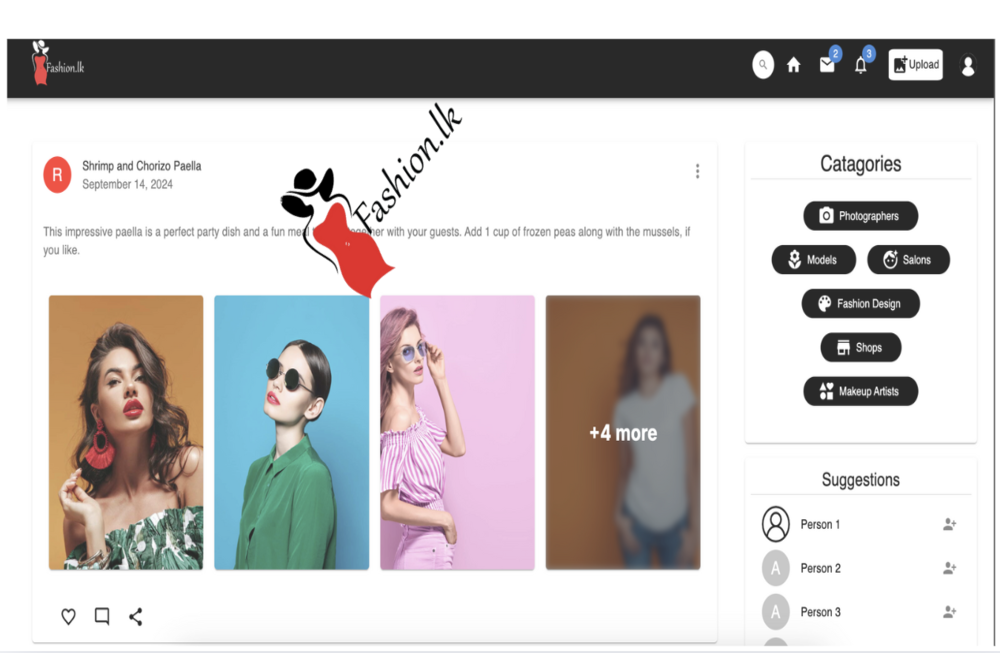 Fashion.lk
2
3
Upload
Fashion.lk
R
Shrimp and Chorizo Paella
September 14, 2024
This impressive paella is a perfect party dish and a fun meal with your guests. Add 1 cup of frozen peas along with the mussels, if
you like.
+4 more
Catagories
Photographers
Models
Salons
Fashion Design
Shops
Makeup Artists
Suggestions
Person 1
A
Person 2
A
Person 3